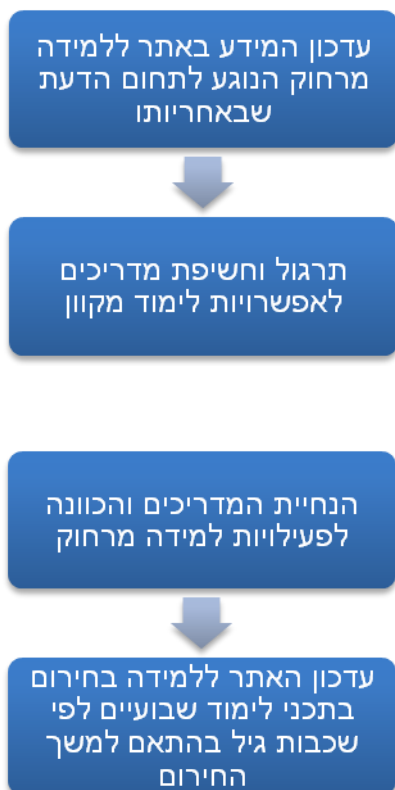 עדכון המידע באתר ללמידה
מרחוק הנוגע לתחום הדעת
שבאחריותו
תרגול וחשיפת מדריכים
לאפשרויות לימוד מקוון
הנחיית המדריכים והכוונה
לפעילויות למידה מרחוק
עדכון האתר ללמידה בחירום
בתכני לימוד שבועיים לפי
שכבות גיל בהתאם למשך
החירום